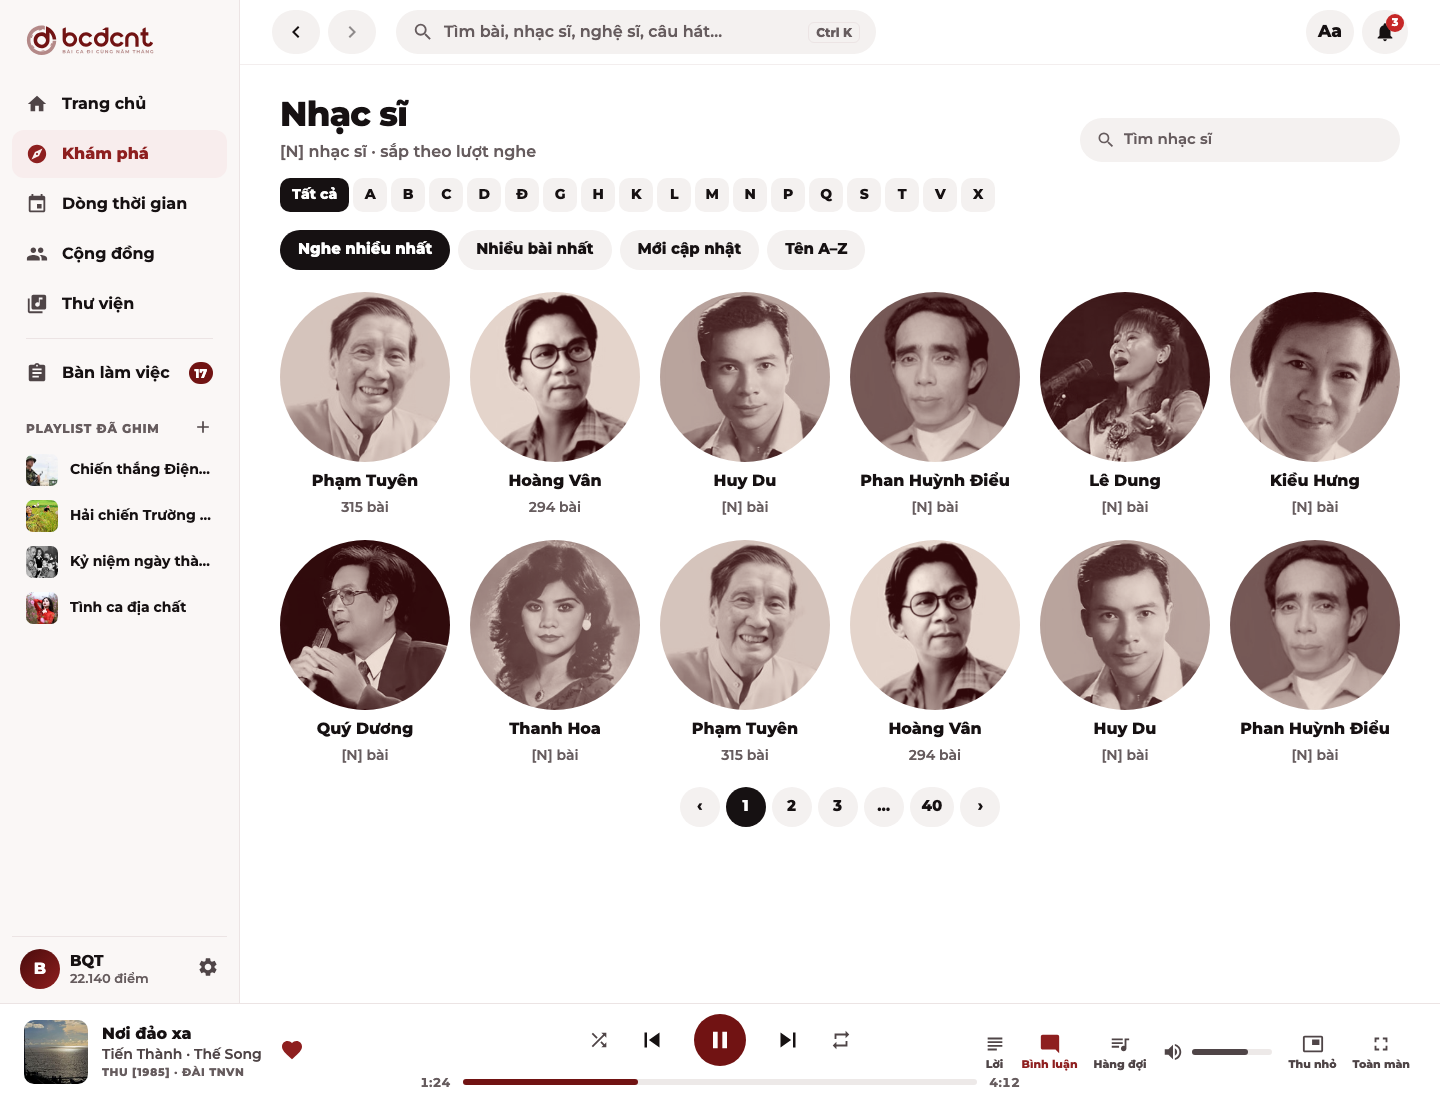 bcdcnt
BÀI CA ĐI CÙNG NĂM THÁNG
Trang chủ
Khám phá
Dòng thời gian
Cộng đồng
Thư viện
Bàn làm việc
17
PLAYLIST ĐÃ GHIM
Chiến thắng Điện...
Hải chiến Trường ...
Kỷ niệm ngày thà...
Tình ca địa chất
B
BQT
22.140 điểm
Tìm bài, nhạc sĩ, nghệ sĩ, câu hát...
Ctrl K
Aa
3
Nhạc sĩ
[N] nhạc sĩ · sắp theo lượt nghe
Tìm nhạc sĩ
Tất cả A B C D Đ G H K L M N P Q S T V X
Nghe nhiều nhất Nhiều bài nhất Mới cập nhật Tên A–Z
Phạm Tuyên Hoàng Vân Huy Du Phan Huỳnh Điểu Lê Dung Kiều Hưng
315 bài 294 bài [N] bài [N] bài [N] bài [N] bài
Quý Dương Thanh Hoa Phạm Tuyên Hoàng Vân Huy Du Phan Huỳnh Điểu
[N] bài [N] bài 315 bài 294 bài [N] bài [N] bài
‹ 1 2 3 ... 40 ›
Nơi đảo xa
Tiến Thành · Thế Song
THU [1985] · ĐÀI TNVN
1:24
4:12
Lời
Bình luận
Hàng đợi
Thu nhỏ
Toàn màn